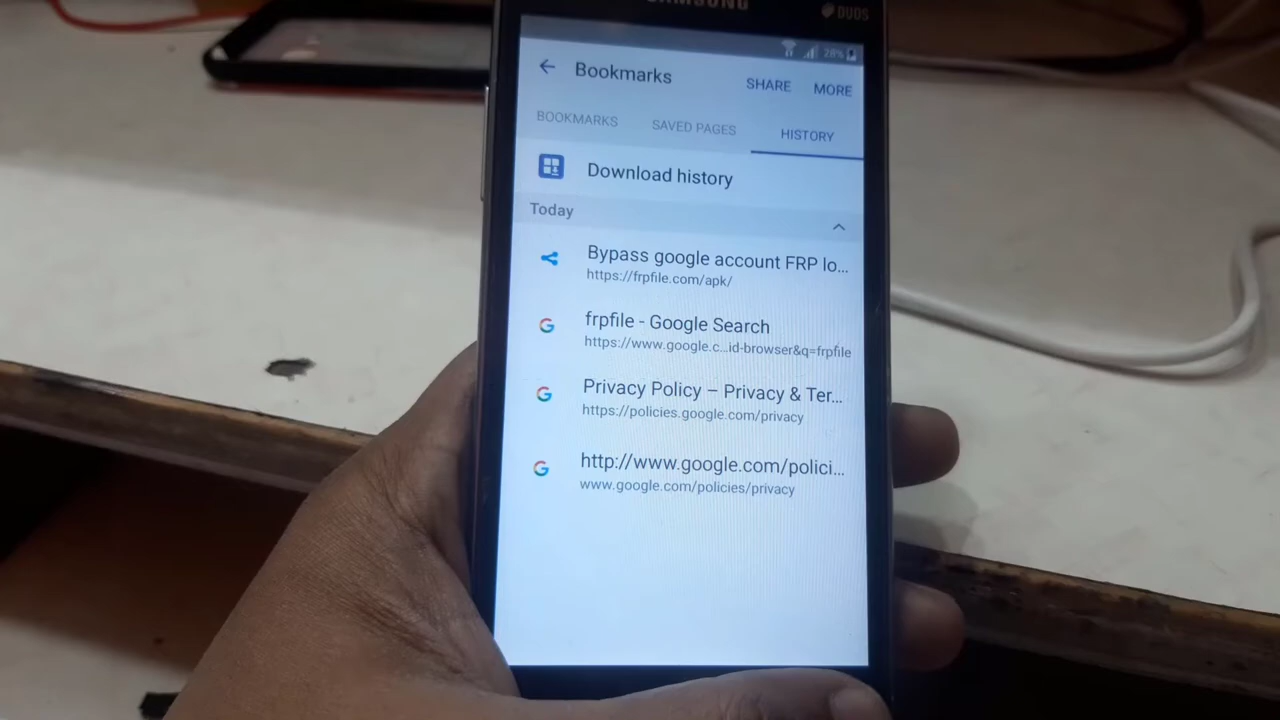 SAMSUNG
DUOS
28%
Bookmarks
SHARE
MORE
BOOKMARKS
SAVED PAGES
HISTORY
Download history
Today
Bypass google account FRP lo...
https://frpfile.com/apk/
frpfile - Google Search
https://www.google.c...id-browser&q=frpfile
Privacy Policy – Privacy & Ter...
https://policies.google.com/privacy
http://www.google.com/polici...
www.google.com/policies/privacy